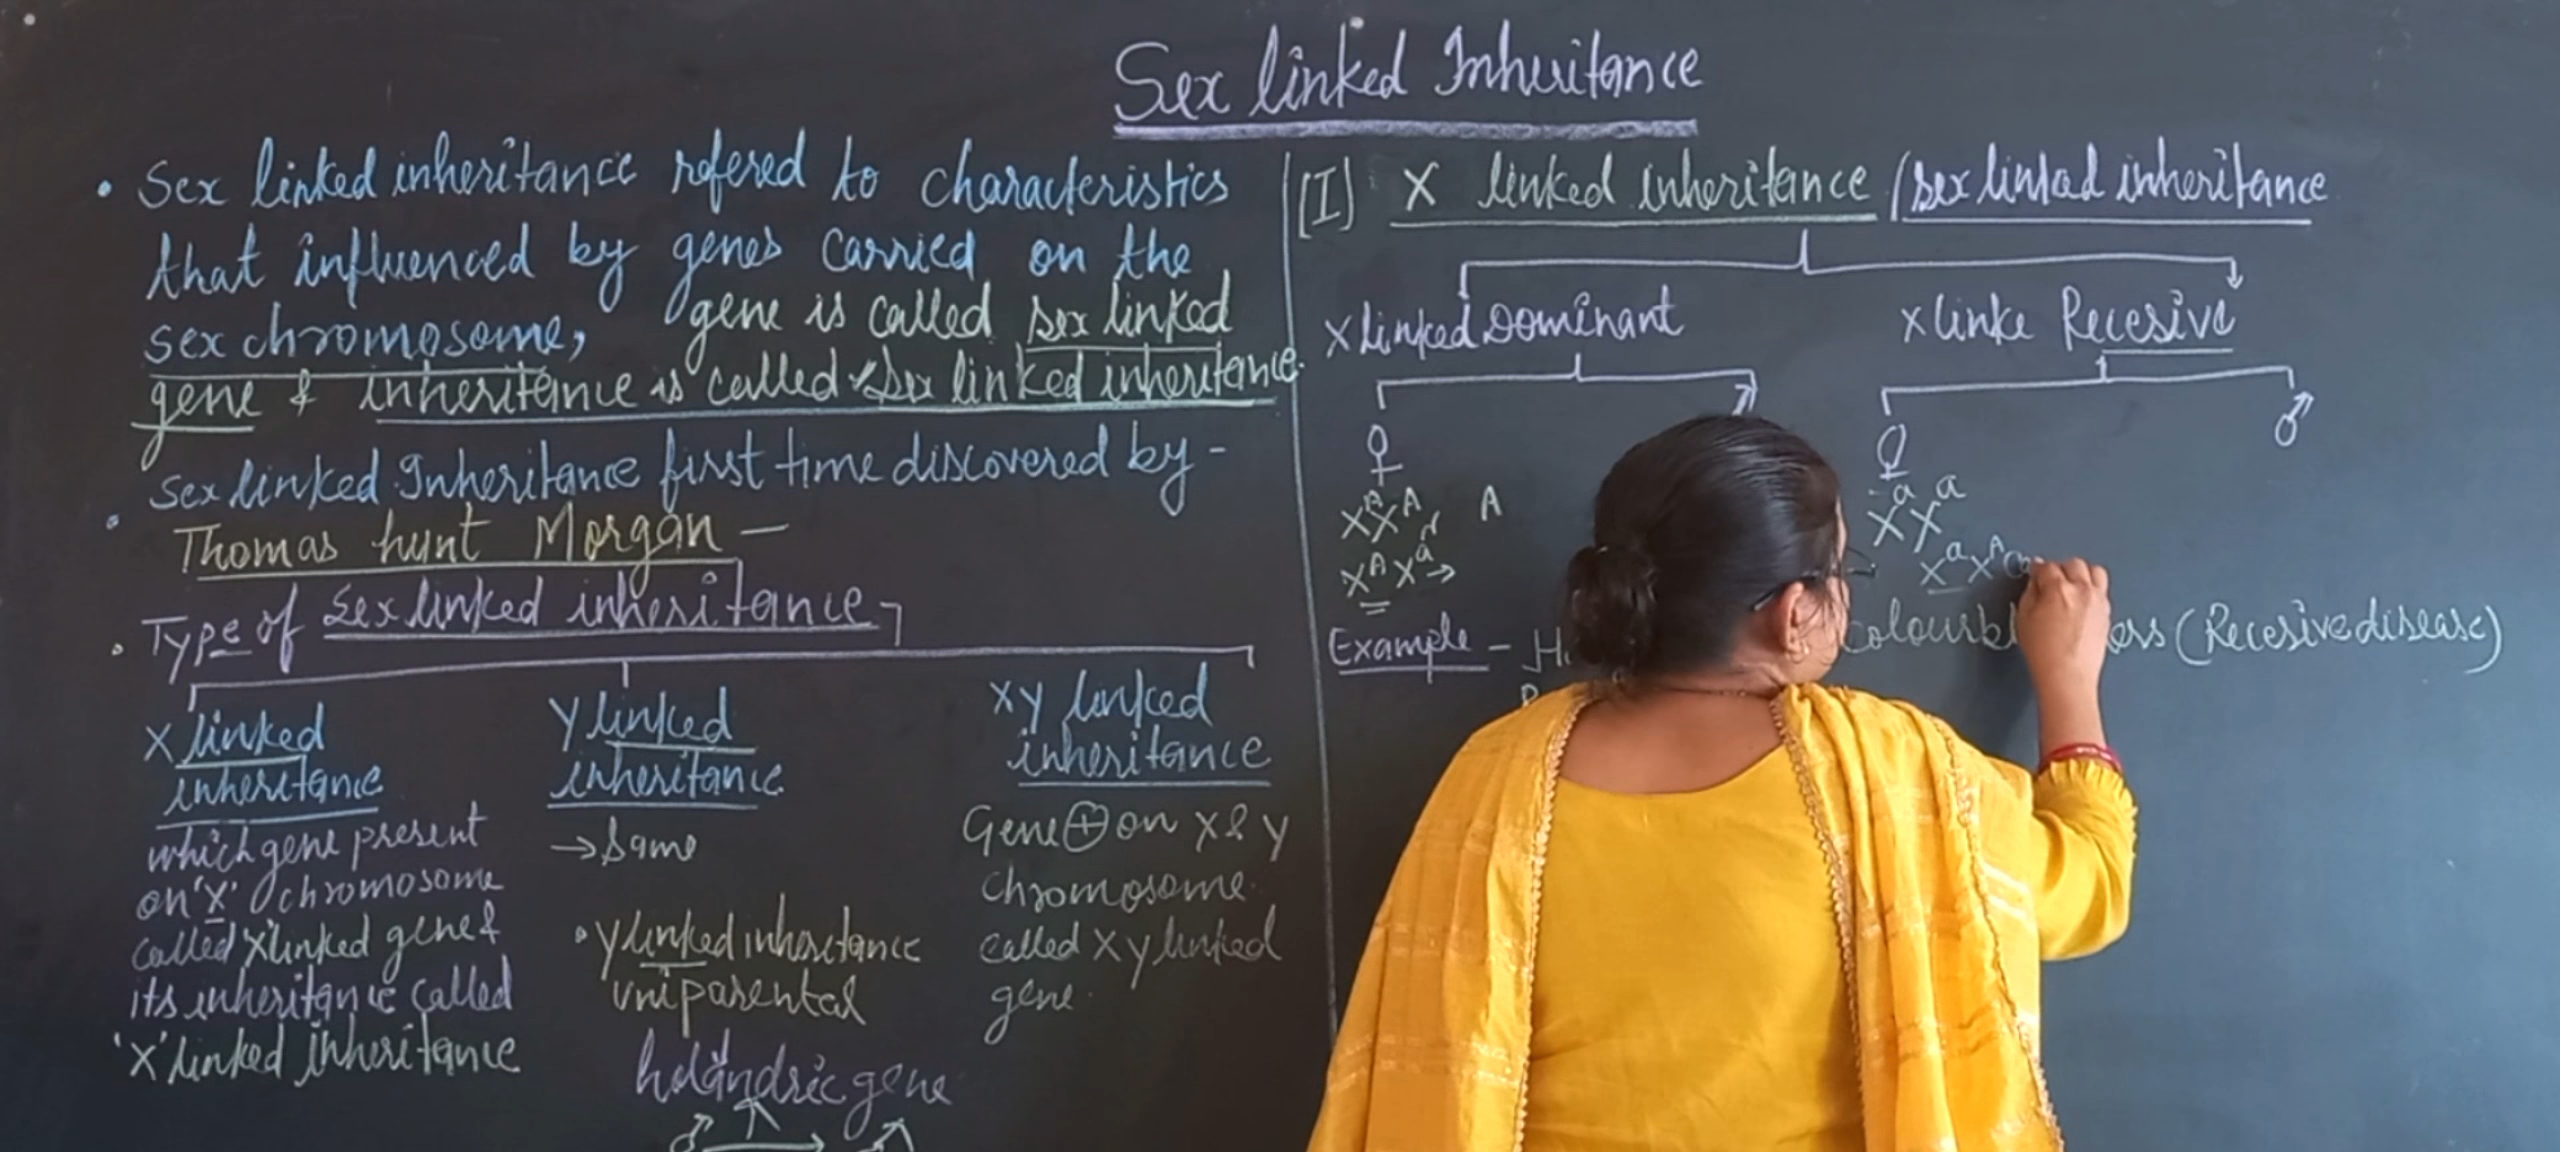 Sex linked Inheritance
• Sex linked inheritance refered to characteristics
that influenced by genes carried on the
sex chromosome, gene is called sex linked
gene & inheritance is called sex linked inheritance.
• Sex linked Inheritance first time discovered by -
Thomas hunt Morgan -
• Type of Sex linked inheritance
X linked
inheritance
which gene present
on 'X' chromosome
called X linked gene &
its inheritance called
'X' linked inheritance
Y linked
inheritance
→ Same
• Y linked inheritance
uniparental
holandric gene
♂ → ♂
XY linked
inheritance
Gene ⊕ on X & Y
chromosome
called XY linked
gene.
[I] X linked inheritance / sex linked inheritance
X linked Dominant
♀
X^A X^A A
X^A X^a →
X linke Recesive
♀ ♂
X^a X^a
X^a X^A
Example - (Recesive disease)